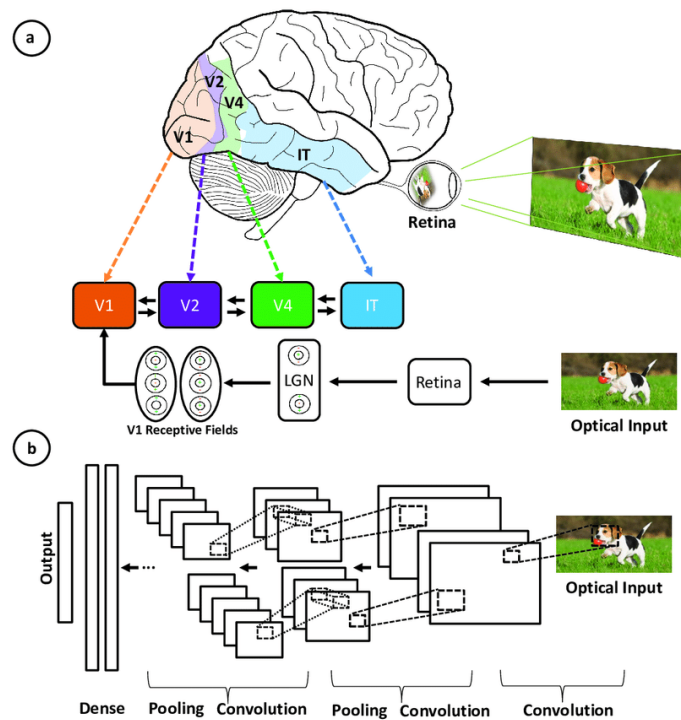 a
V2
V4
V1
IT
Retina
V1
V2
V4
IT
LGN
Retina
V1 Receptive Fields
Optical Input
b
Output
Optical Input
Dense
Pooling Convolution
Pooling Convolution
Convolution